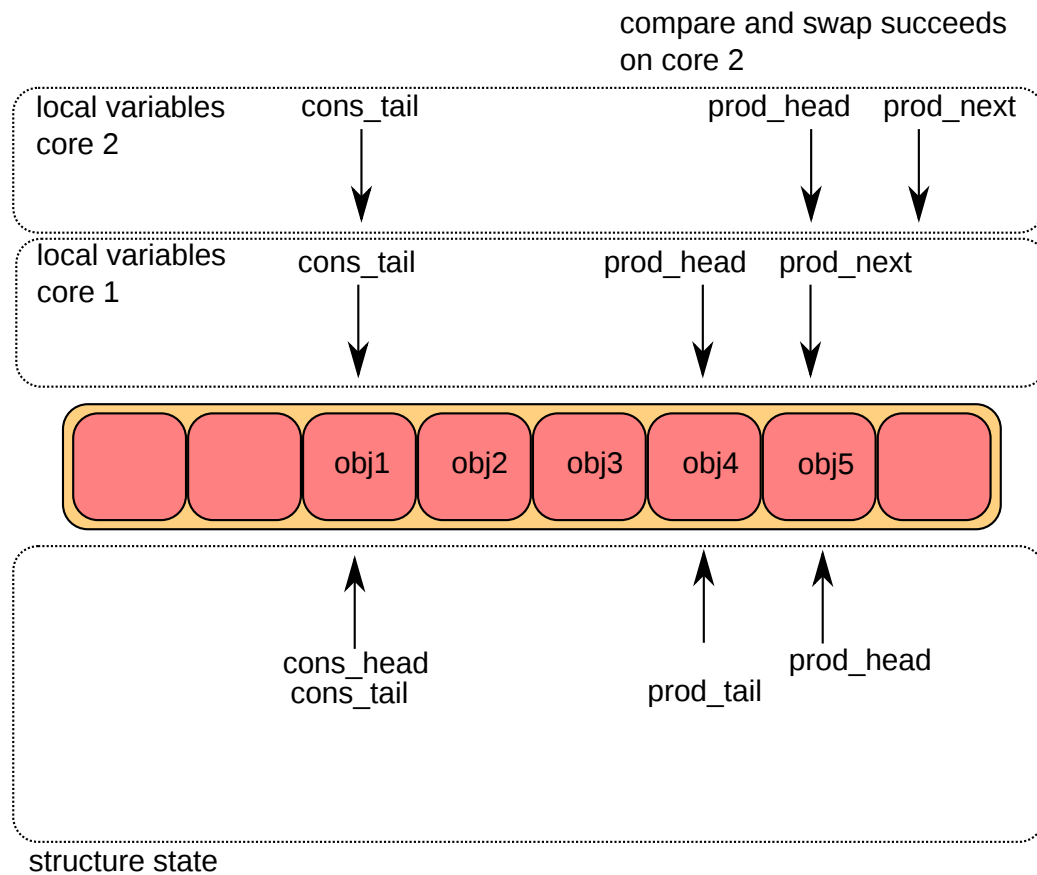 compare and swap succeeds
on core 2
local variables
core 2
cons_tail
prod_head
prod_next
local variables
core 1
cons_tail
prod_head
prod_next
obj1
obj2
obj3
obj4
obj5
cons_head
cons_tail
prod_tail
prod_head
structure state